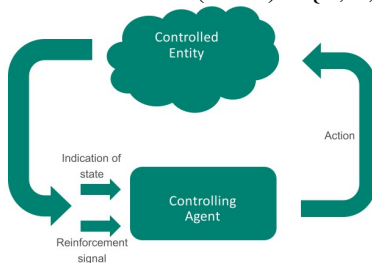 Controlled
Entity
Action
Indication of
state
Controlling
Agent
Reinforcement
signal